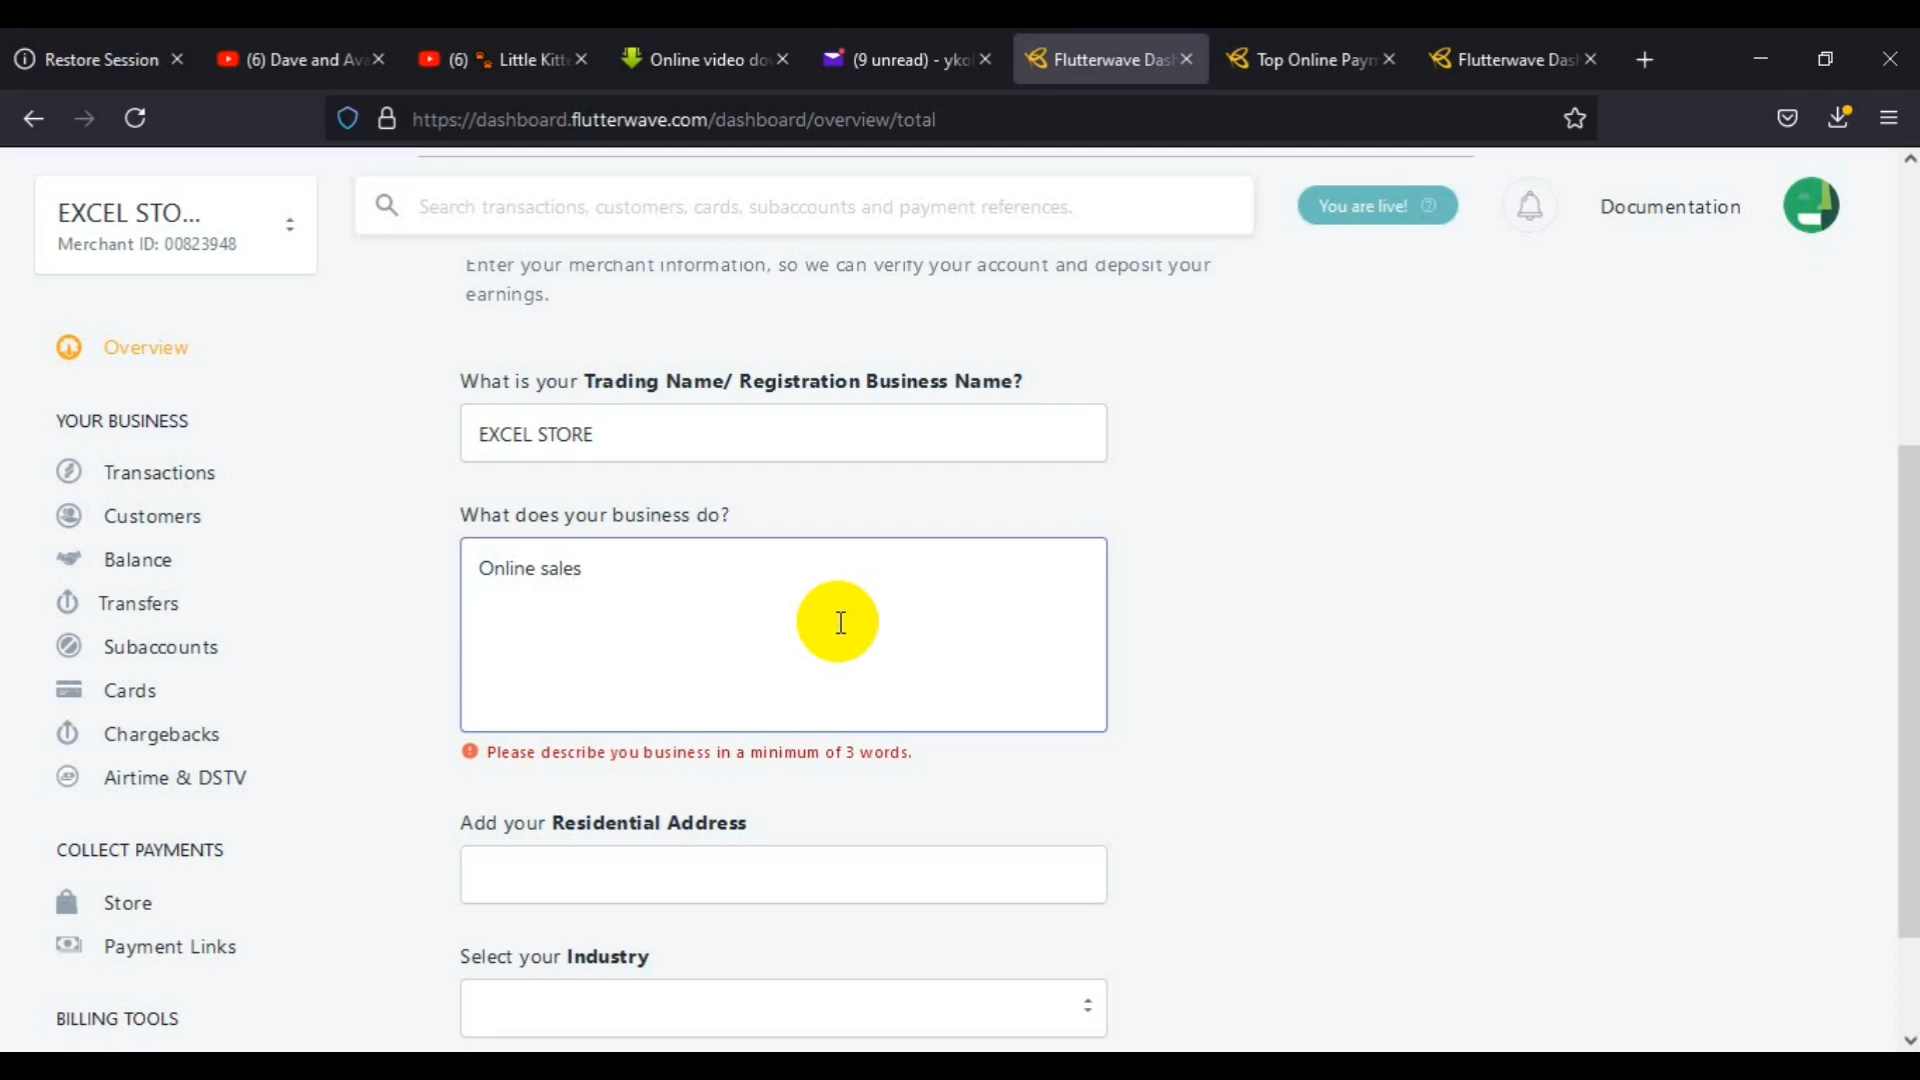 Restore Session
(6) Dave and Ava
(6) 🐾 Little Kitte
Online video do
(9 unread) - yko
Flutterwave Das
Top Online Paym
Flutterwave Das
https://dashboard.flutterwave.com/dashboard/overview/total
EXCEL STO...
Merchant ID: 00823948
Search transactions, customers, cards, subaccounts and payment references.
You are live!
Documentation
Enter your merchant information, so we can verify your account and deposit your
earnings.
Overview
What is your Trading Name/ Registration Business Name?
YOUR BUSINESS
EXCEL STORE
Transactions
Customers
What does your business do?
Balance
Online sales
Transfers
Subaccounts
Cards
Chargebacks
Please describe you business in a minimum of 3 words.
Airtime & DSTV
Add your Residential Address
COLLECT PAYMENTS
Store
Payment Links
Select your Industry
BILLING TOOLS